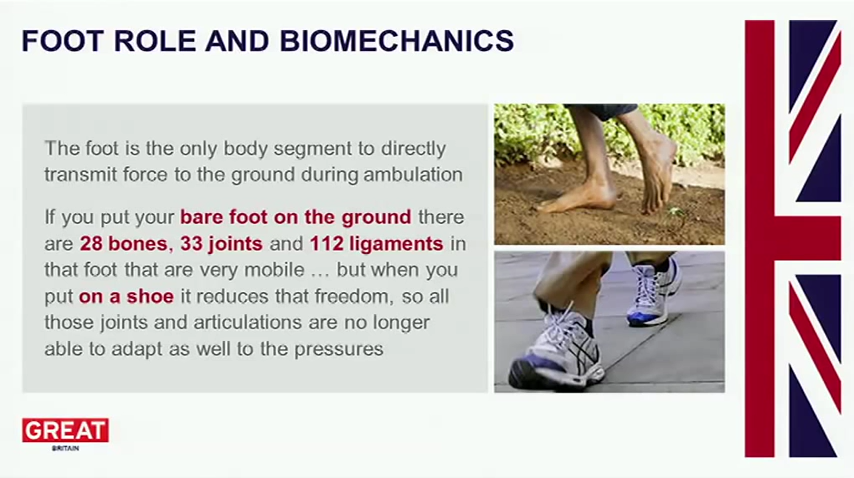 FOOT ROLE AND BIOMECHANICS
The foot is the only body segment to directly
transmit force to the ground during ambulation
If you put your bare foot on the ground there
are 28 bones, 33 joints and 112 ligaments in
that foot that are very mobile … but when you
put on a shoe it reduces that freedom, so all
those joints and articulations are no longer
able to adapt as well to the pressures
GREAT
BRITAIN